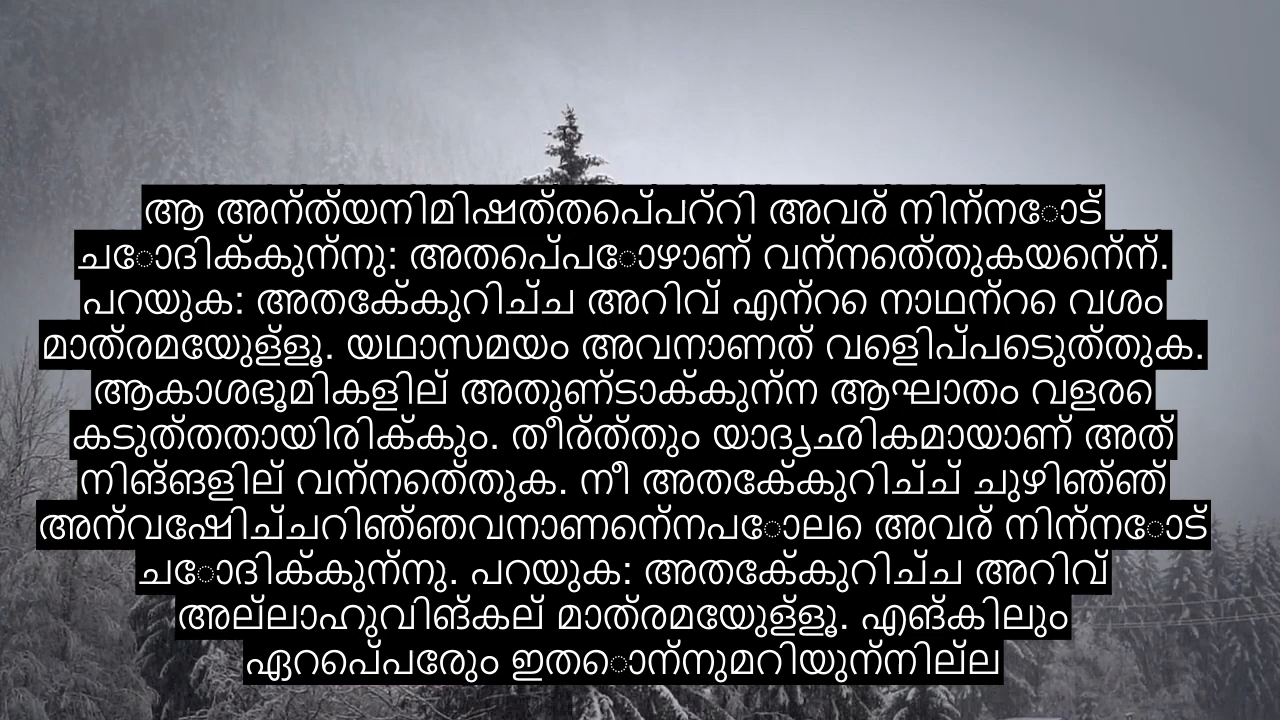 ആ അന്ത്യനിമിഷത്തെപ്പറ്റി അവര് നിന്നോട്
ചോദിക്കുന്നു: അതെപ്പോഴാണ് വന്നെത്തുകയെന്ന്.
പറയുക: അതേക്കുറിച്ച അറിവ് എന്റെ നാഥന്റെ വശം
മാത്രമേയുള്ളൂ. യഥാസമയം അവനാണത് വെളിപ്പെടുത്തുക.
ആകാശഭൂമികളില് അതുണ്ടാക്കുന്ന ആഘാതം വളരെ
കടുത്തതായിരിക്കും. തീര്ത്തും യാദൃഛികമായാണ് അത്
നിങ്ങളില് വന്നെത്തുക. നീ അതേക്കുറിച്ച് ചുഴിഞ്ഞ്
അന്വേഷിച്ചറിഞ്ഞവനാണെന്നപോലെ അവര് നിന്നോട്
ചോദിക്കുന്നു. പറയുക: അതേക്കുറിച്ച അറിവ്
അല്ലാഹുവിങ്കല് മാത്രമേയുള്ളൂ. എങ്കിലും
ഏറെപ്പേരും ഇതൊന്നുമറിയുന്നില്ല